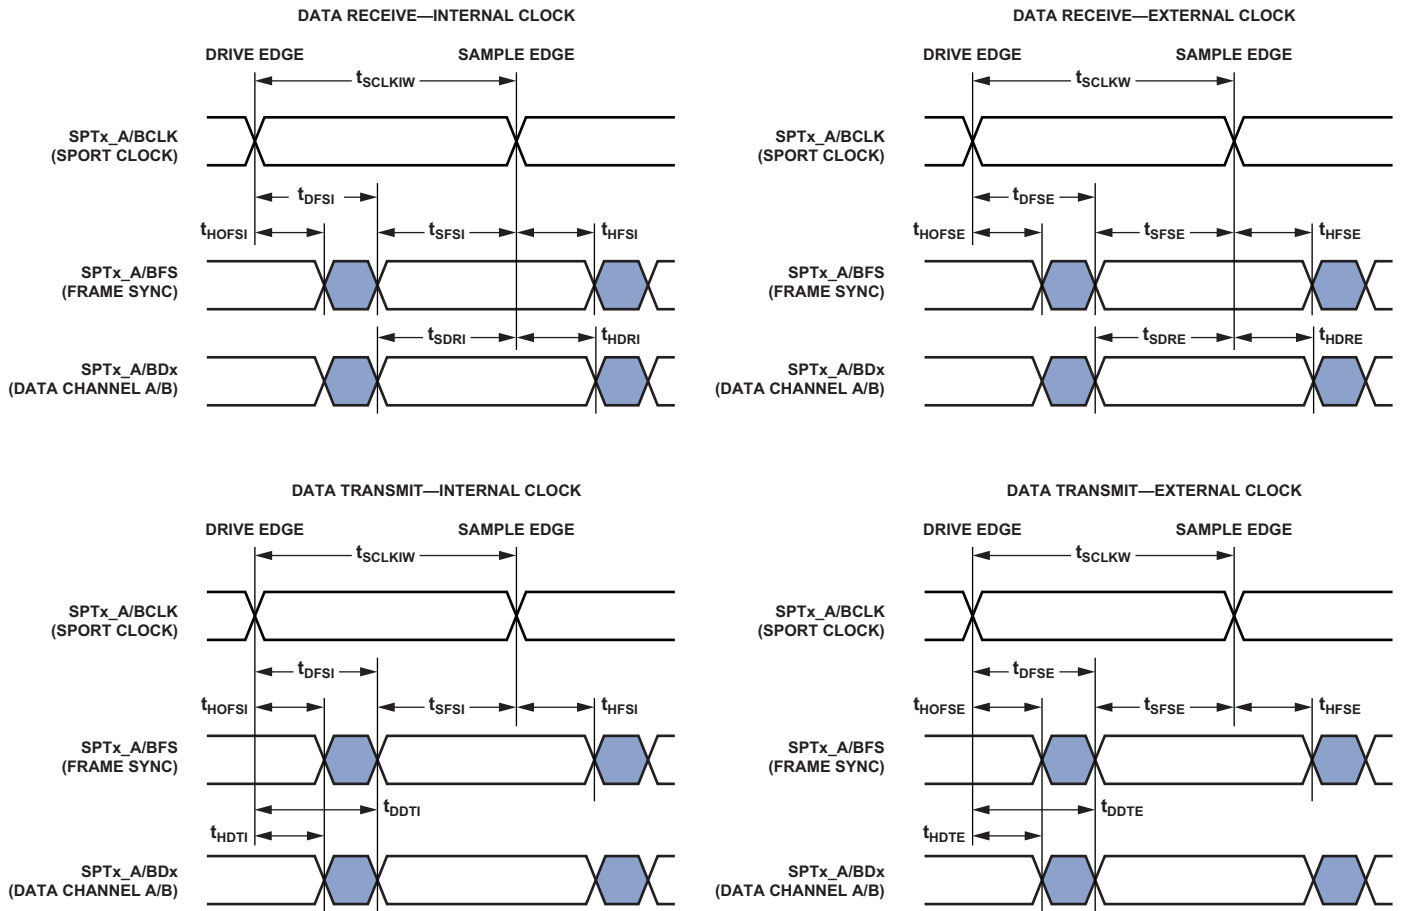 DATA RECEIVE—INTERNAL CLOCK
DRIVE EDGE
SAMPLE EDGE
tSCLKIW
SPTx_A/BCLK
(SPORT CLOCK)
tDFSI
tHOFSI
tSFSI
tHFSI
SPTx_A/BFS
(FRAME SYNC)
tSDRI
tHDRI
SPTx_A/BDx
(DATA CHANNEL A/B)
DATA RECEIVE—EXTERNAL CLOCK
DRIVE EDGE
SAMPLE EDGE
tSCLKW
SPTx_A/BCLK
(SPORT CLOCK)
tDFSE
tHOFSE
tSFSE
tHFSE
SPTx_A/BFS
(FRAME SYNC)
tSDRE
tHDRE
SPTx_A/BDx
(DATA CHANNEL A/B)
DATA TRANSMIT—INTERNAL CLOCK
DRIVE EDGE
SAMPLE EDGE
tSCLKIW
SPTx_A/BCLK
(SPORT CLOCK)
tDFSI
tHOFSI
tSFSI
tHFSI
SPTx_A/BFS
(FRAME SYNC)
tDDTI
tHDTI
SPTx_A/BDx
(DATA CHANNEL A/B)
DATA TRANSMIT—EXTERNAL CLOCK
DRIVE EDGE
SAMPLE EDGE
tSCLKW
SPTx_A/BCLK
(SPORT CLOCK)
tDFSE
tHOFSE
tSFSE
tHFSE
SPTx_A/BFS
(FRAME SYNC)
tDDTE
tHDTE
SPTx_A/BDx
(DATA CHANNEL A/B)